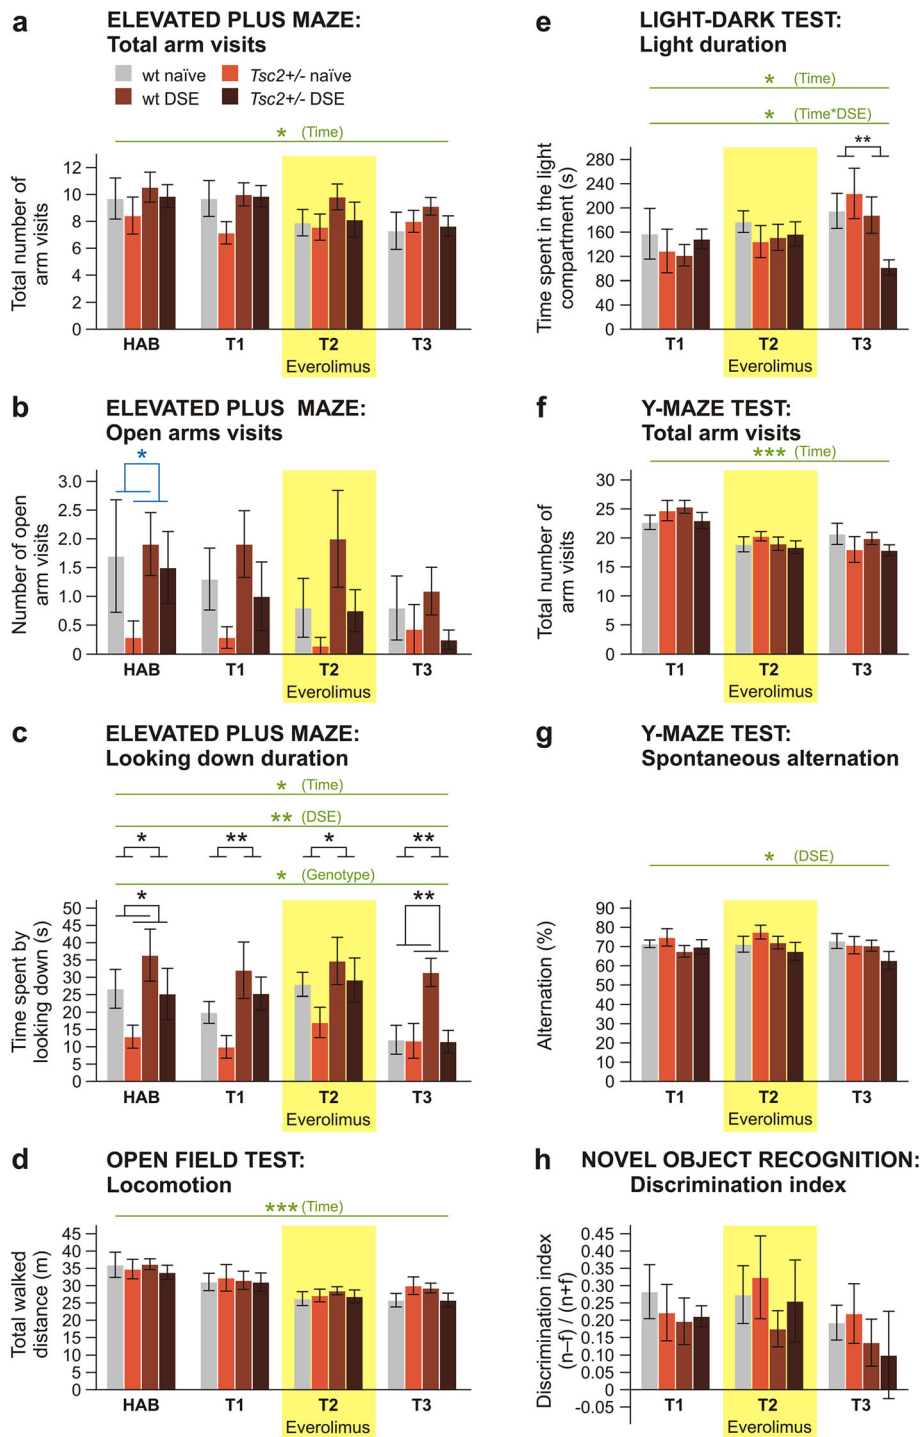 a
ELEVATED PLUS MAZE:
Total arm visits
wt naïve
Tsc2+/- naïve
wt DSE
Tsc2+/- DSE
* (Time)
Total number of
arm visits
12
10
8
6
4
2
0
HAB
T1
T2
T3
Everolimus
b
ELEVATED PLUS MAZE:
Open arms visits
*
Number of open
arm visits
3.0
2.5
2.0
1.5
1.0
0.5
0
HAB
T1
T2
T3
Everolimus
c
ELEVATED PLUS MAZE:
Looking down duration
* (Time)
** (DSE)
*
**
*
**
* (Genotype)
*
**
Time spent by
looking down (s)
50
45
40
35
30
25
20
15
10
5
0
HAB
T1
T2
T3
Everolimus
d
OPEN FIELD TEST:
Locomotion
*** (Time)
Total walked
distance (m)
45
40
35
30
25
20
15
10
5
0
HAB
T1
T2
T3
Everolimus
e
LIGHT-DARK TEST:
Light duration
* (Time)
* (Time*DSE)
**
Time spent in the light
compartment (s)
280
240
200
160
120
80
40
0
T1
T2
T3
Everolimus
f
Y-MAZE TEST:
Total arm visits
*** (Time)
Total number of
arm visits
30
25
20
15
10
5
0
T1
T2
T3
Everolimus
g
Y-MAZE TEST:
Spontaneous alternation
* (DSE)
Alternation (%)
90
80
70
60
50
40
30
20
10
0
T1
T2
T3
Everolimus
h
NOVEL OBJECT RECOGNITION:
Discrimination index
Discrimination index
(n–f) / (n+f)
0.45
0.40
0.35
0.30
0.25
0.20
0.15
0.10
0.05
0
-0.05
T1
T2
T3
Everolimus